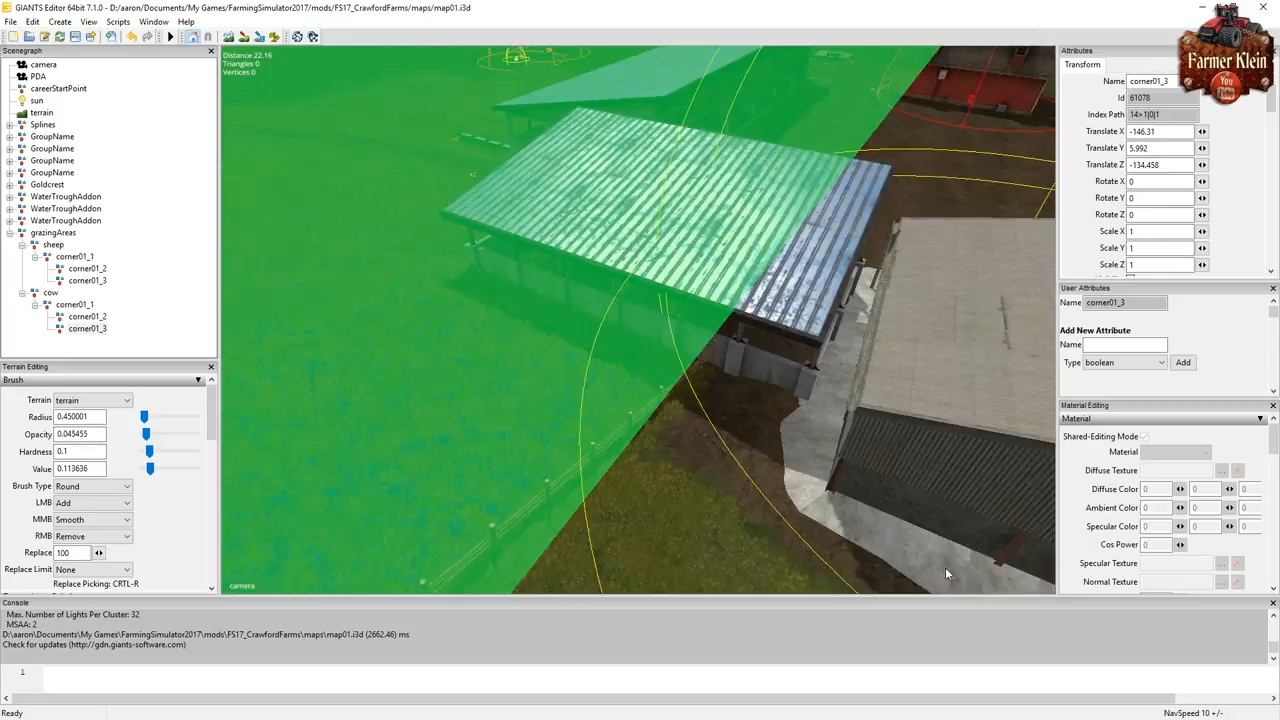 GIANTS Editor 64bit 7.1.0 - D:/aaron/Documents/My Games/FarmingSimulator2017/mods/FS17_CrawfordFarms/maps/map01.i3d
File Edit Create View Scripts Window Help
Scenegraph
camera
PDA
careerStartPoint
sun
terrain
Splines
GroupName
GroupName
GroupName
GroupName
Goldcrest
WaterTroughAddon
WaterTroughAddon
WaterTroughAddon
grazingAreas
sheep
corner01_1
corner01_2
corner01_3
cow
corner01_1
corner01_2
corner01_3
Terrain Editing
Brush
Terrain terrain
Radius 0.450001
Opacity 0.045455
Hardness 0.1
Value 0.113636
Brush Type Round
LMB Add
MMB Smooth
RMB Remove
Replace 100
Replace Limit None
Replace Picking: CRTL-R
Distance 22.16
Triangles 0
Vertices 0
camera
Attributes
Transform
Name corner01_3
Id 61078
Index Path 14>1|0|1
Translate X -146.31
Translate Y 5.992
Translate Z -134.458
Rotate X 0
Rotate Y 0
Rotate Z 0
Scale X 1
Scale Y 1
Scale Z 1
Farmer Klein
You
Tube
User Attributes
Name corner01_3
Add New Attribute
Name
Type boolean Add
Material Editing
Material
Shared-Editing Mode
Material
Diffuse Texture ...
Diffuse Color 0 0 0
Ambient Color 0 0 0
Specular Color 0 0 0
Cos Power 0
Specular Texture ...
Normal Texture ...
Console
Max. Number of Lights Per Cluster: 32
MSAA: 2
D:/aaron/Documents/My Games/FarmingSimulator2017/mods/FS17_CrawfordFarms/maps/map01.i3d (2662.46) ms
Check for updates (http://gdn.giants-software.com)
1
Ready
NavSpeed 10 +/-